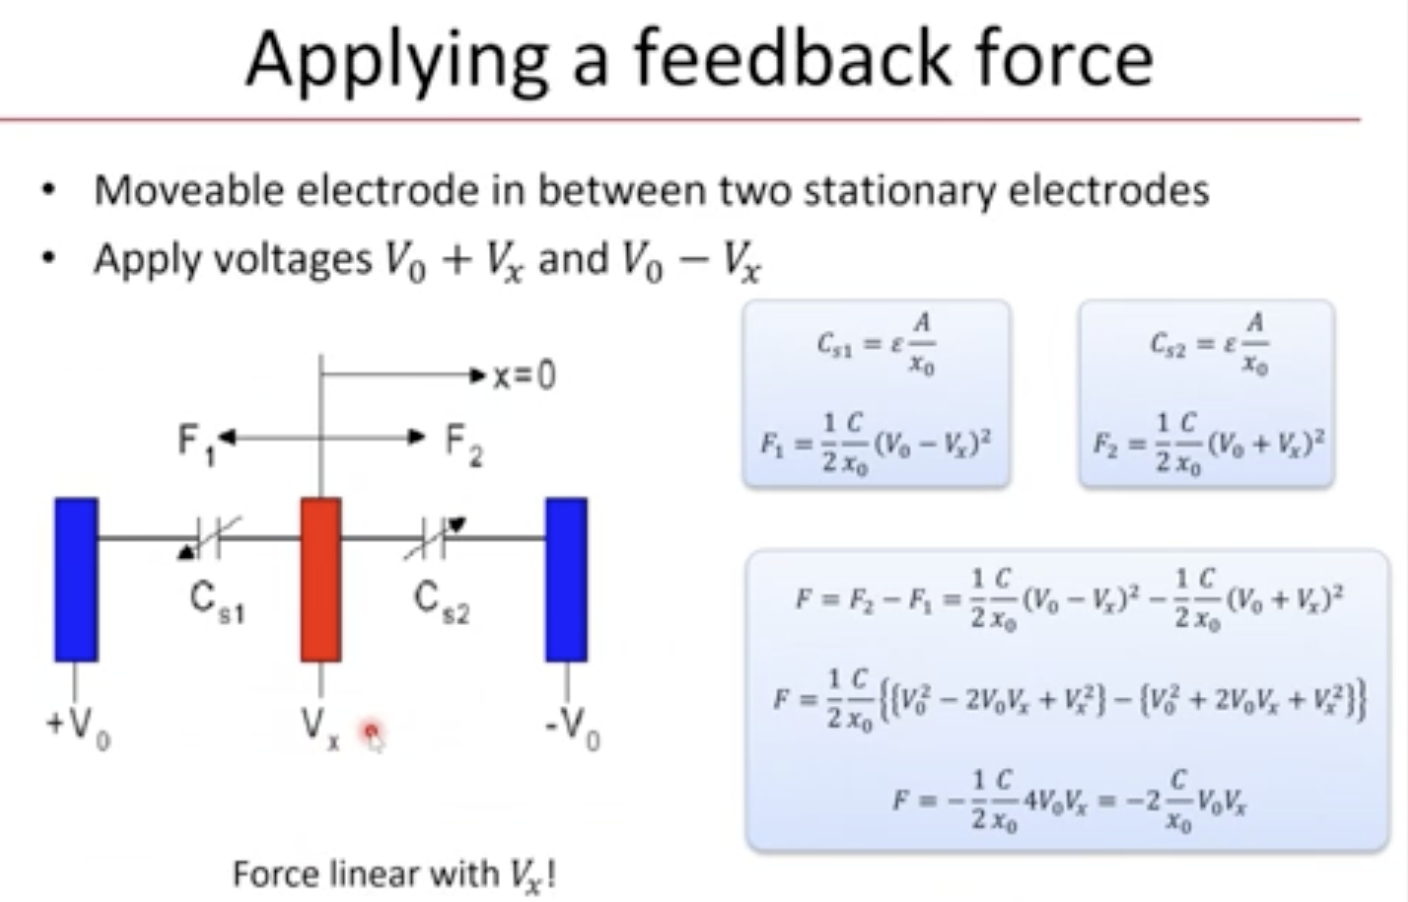 Applying a feedback force
• Moveable electrode in between two stationary electrodes
• Apply voltages V₀ + Vₓ and V₀ − Vₓ
x=0
F₁
F₂
Cₛ₁
Cₛ₂
+V₀
Vₓ
-V₀
Force linear with Vₓ!
Cₛ₁ = ε A/x₀
F₁ = 1/2 C/x₀ (V₀ − Vₓ)²
Cₛ₂ = ε A/x₀
F₂ = 1/2 C/x₀ (V₀ + Vₓ)²
F = F₂ − F₁ = 1/2 C/x₀ (V₀ − Vₓ)² − 1/2 C/x₀ (V₀ + Vₓ)²
F = 1/2 C/x₀ {{V₀² − 2V₀Vₓ + Vₓ²} − {V₀² + 2V₀Vₓ + Vₓ²}}
F = − 1/2 C/x₀ 4V₀Vₓ = −2 C/x₀ V₀Vₓ